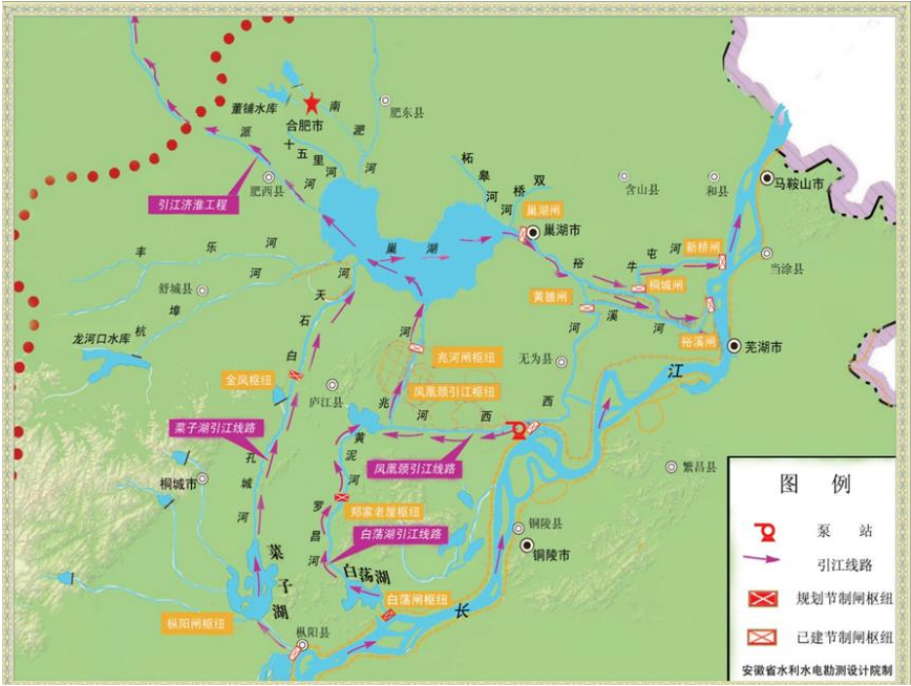 董铺水库
南
淝
河
肥东县
合肥市
十
五
里
河
派
河
肥西县
引江济淮工程
柘
皋
河
双
桥
河
含山县
和县
马鞍山市
巢湖闸
巢湖市
丰
乐
河
巢
湖
裕
溪
河
牛
屯
河
新桥闸
当涂县
桐城闸
黄雒闸
舒城县
杭
埠
河
天
河
石
白
龙河口水库
裕溪闸
芜湖市
兆河闸枢纽
无为县
江
金凤枢纽
庐江县
凤凰颈引江枢纽
兆
河
西
河
西
菜子湖引江线路
孔
城
河
黄
泥
河
凤凰颈引江线路
桐城市
繁昌县
罗
昌
河
郑家老屋枢纽
白荡湖引江线路
铜陵县
铜陵市
菜
子
湖
白荡湖
白荡闸枢纽
枞阳闸枢纽
枞阳县
长
图 例
泵 站
引江线路
规划节制闸枢纽
已建节制闸枢纽
安徽省水利水电勘测设计院制